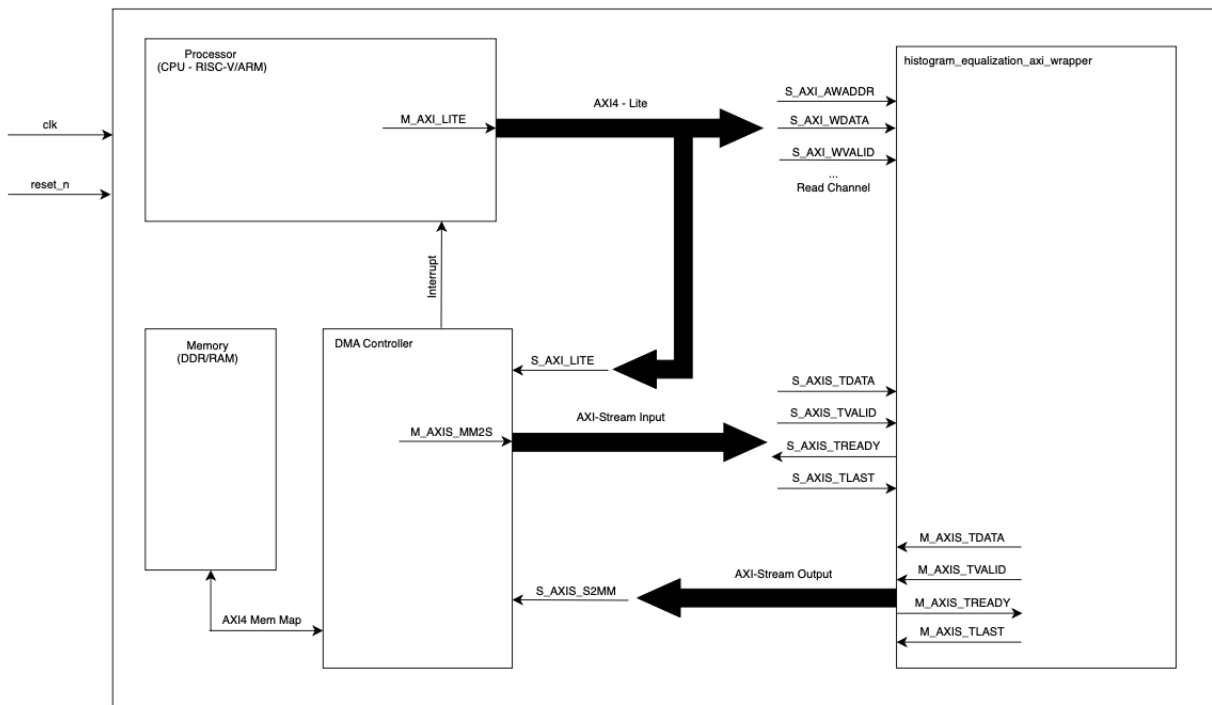 Processor
(CPU - RISC-V/ARM)
M_AXI_LITE
AXI4 - Lite
histogram_equalization_axi_wrapper
S_AXI_AWADDR
S_AXI_WDATA
S_AXI_WVALID
...
Read Channel
clk
reset_n
Interrupt
Memory
(DDR/RAM)
DMA Controller
S_AXI_LITE
M_AXIS_MM2S
AXI-Stream Input
S_AXIS_TDATA
S_AXIS_TVALID
S_AXIS_TREADY
S_AXIS_TLAST
S_AXIS_S2MM
AXI-Stream Output
M_AXIS_TDATA
M_AXIS_TVALID
M_AXIS_TREADY
M_AXIS_TLAST
AXI4 Mem Map